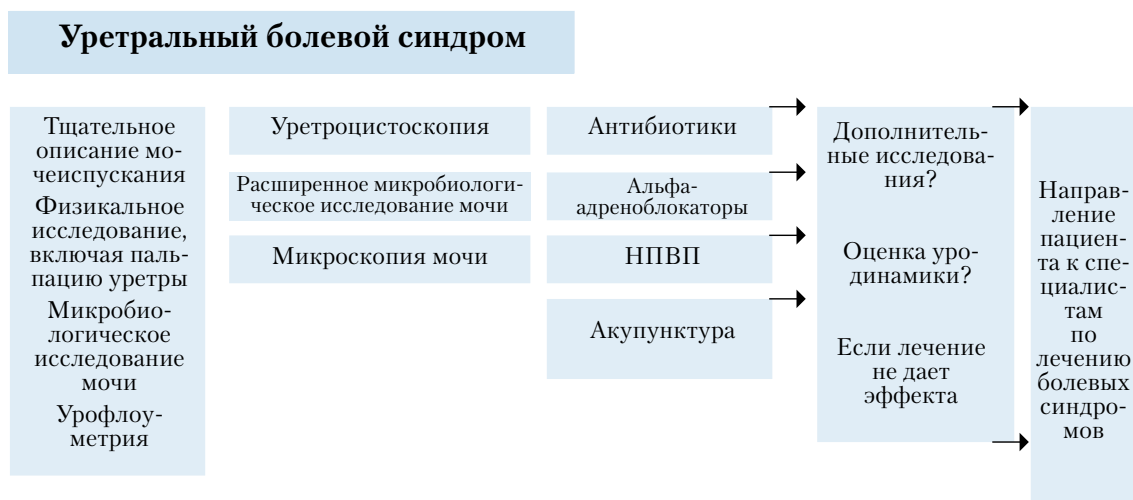 Уретральный болевой синдром
Тщательное
описание мо-
чеиспускания
Физикальное
исследование,
включая паль-
пацию уретры
Микробио-
логическое
исследование
мочи
Урофлоу-
метрия
Уретроцистоскопия
Расширенное микробиологи-
ческое исследование мочи
Микроскопия мочи
Антибиотики
Альфа-
адреноблокаторы
НПВП
Акупунктура
Дополнитель-
ные исследова-
ния?
Оценка уро-
динамики?
Если лечение
не дает
эффекта
Направ-
ление
пациен-
та к спе-
циалис-
там
по
лечению
болевых
синдро-
мов